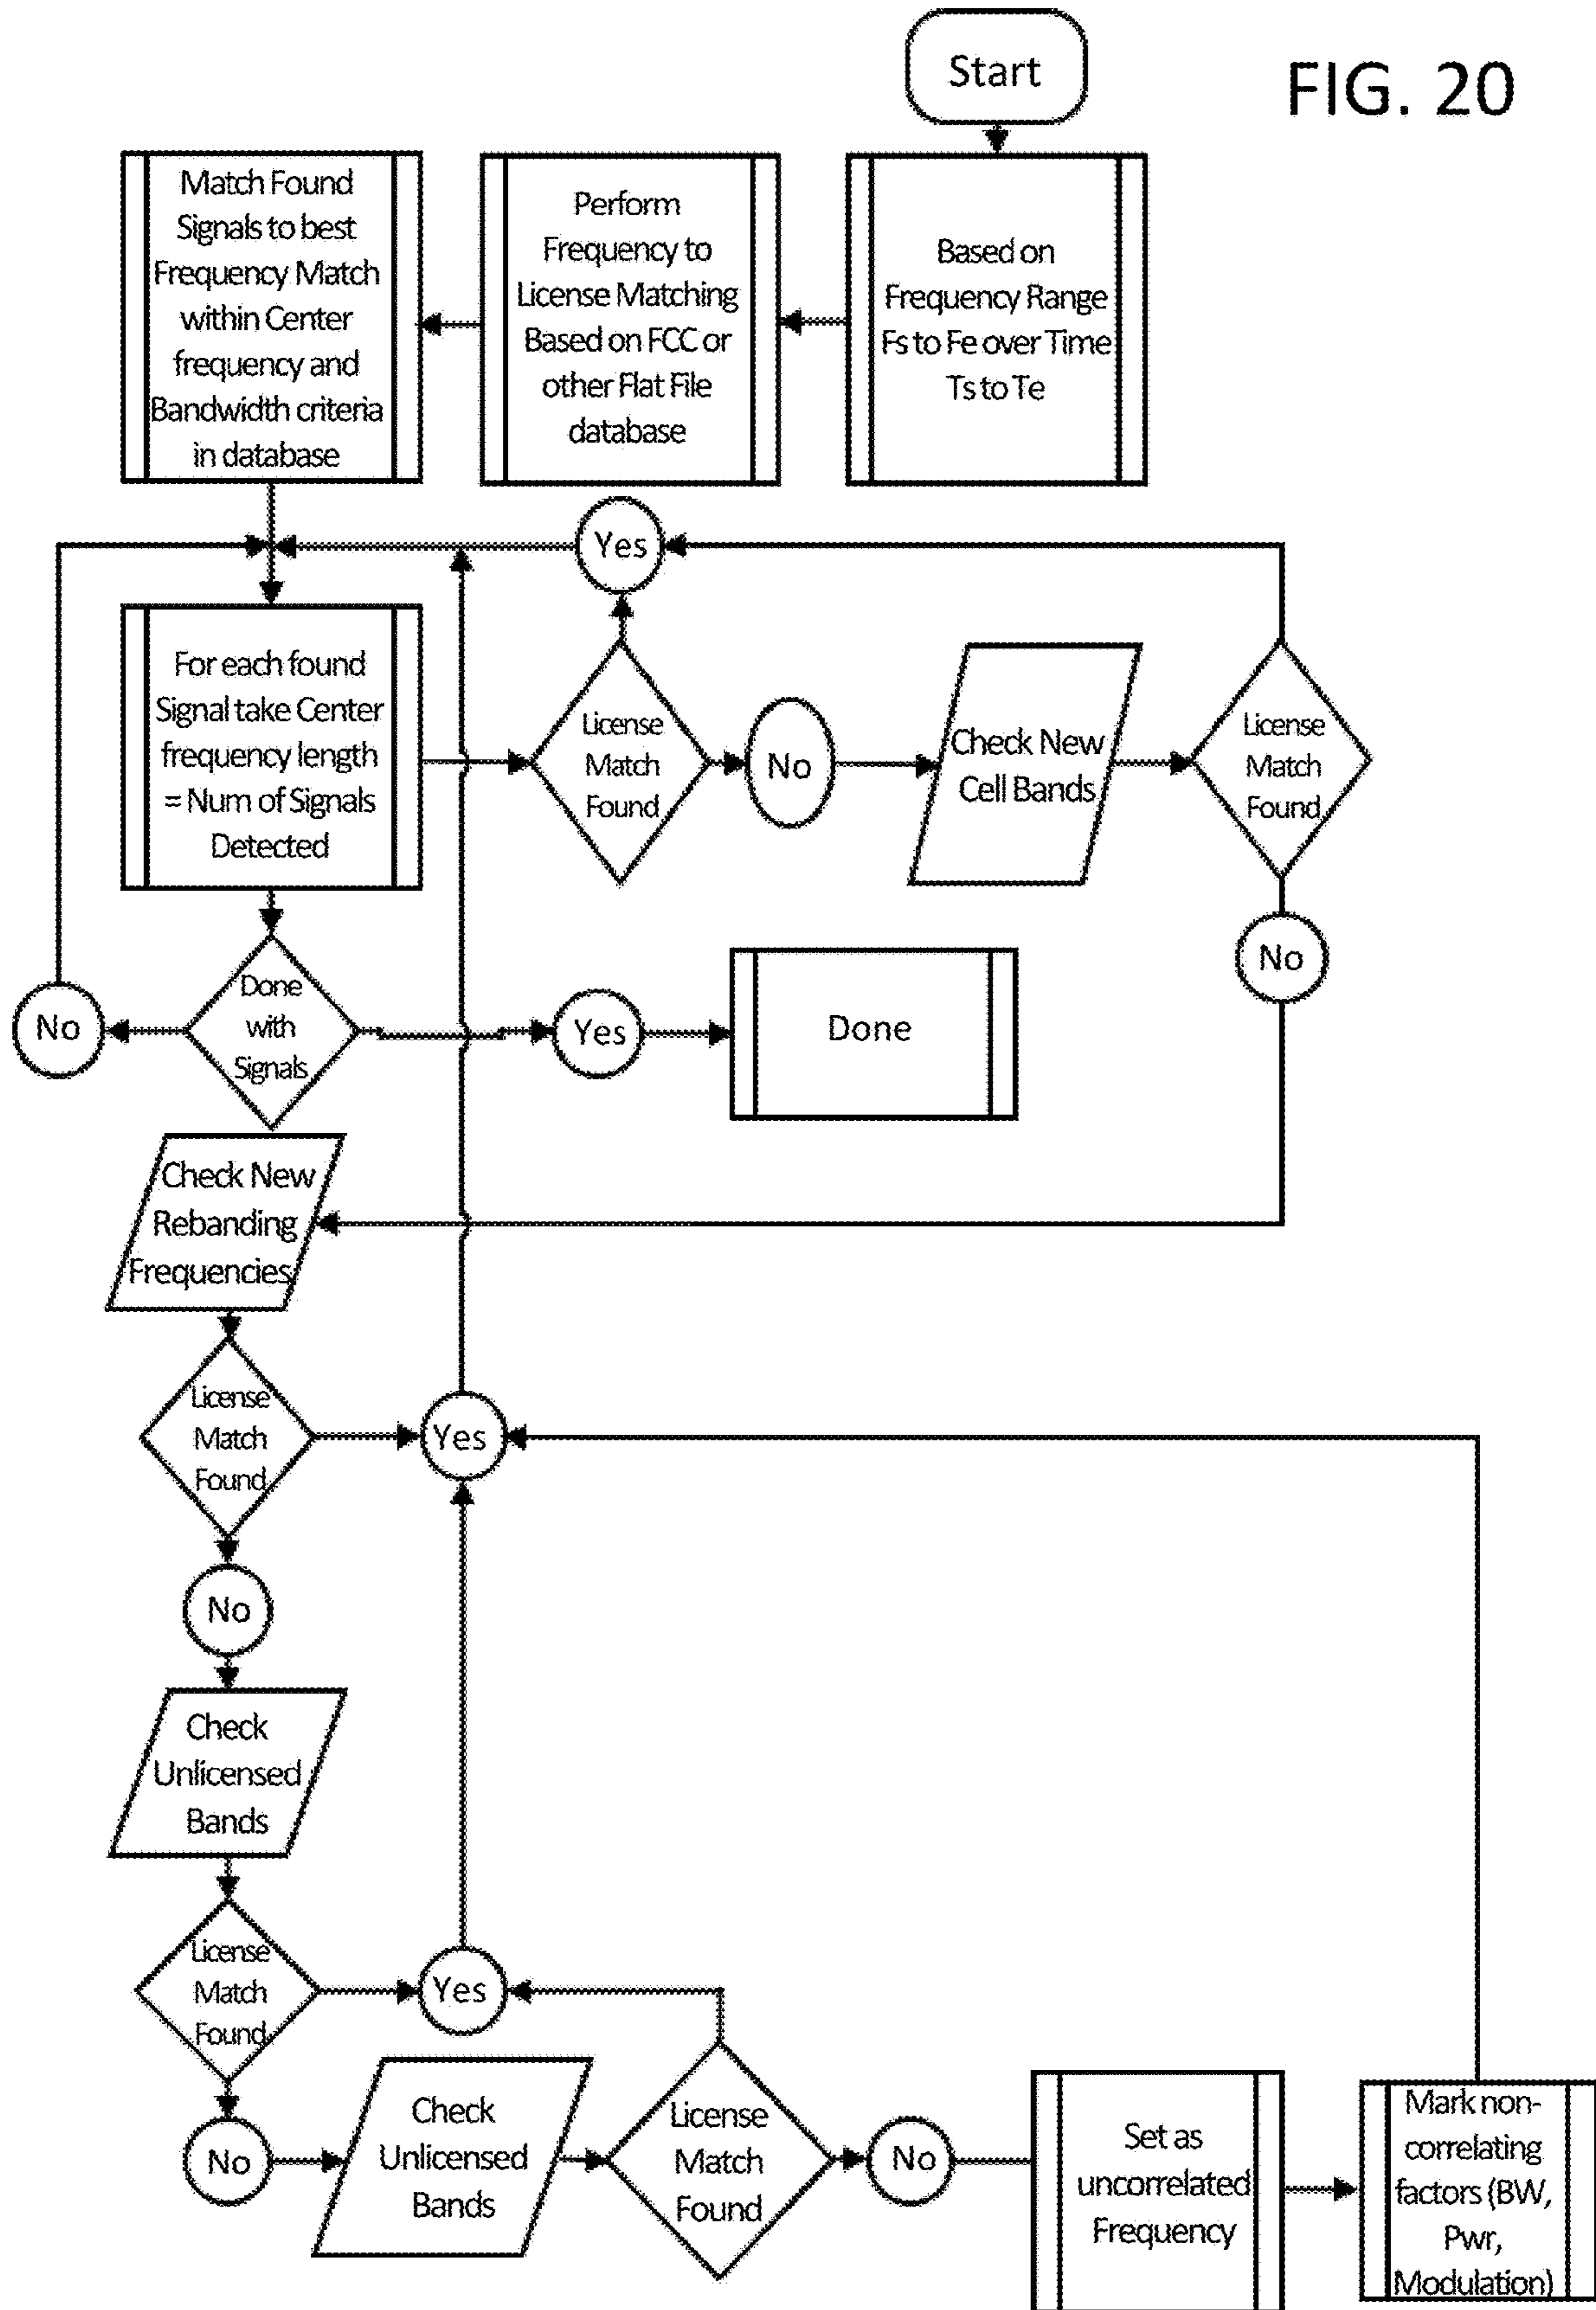 Start
FIG. 20
Match Found
Signals to best
Frequency Match
within Center
frequency and
Bandwidth criteria
in database
Perform
Frequency to
License Matching
Based on FCC or
other Flat File
database
Based on
Frequency Range
Fs to Fe over Time
Ts to Te
Yes
For each found
Signal take Center
frequency length
= Num of Signals
Detected
License
Match
Found
No
Check New
Cell Bands
License
Match
Found
No
No
Done
with
Signals
Yes
Done
Check New
Rebanding
Frequencies
License
Match
Found
Yes
No
Check
Unlicensed
Bands
License
Match
Found
Yes
No
Check
Unlicensed
Bands
License
Match
Found
No
Set as
uncorrelated
Frequency
Mark non-
correlating
factors (BW,
Pwr,
Modulation)